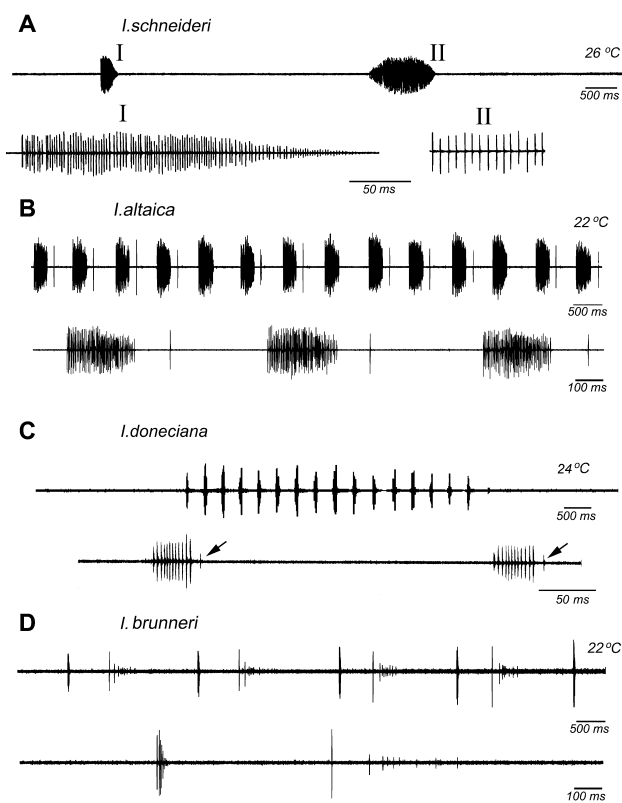 A I.schneideri
I II 26 ºC
500 ms
I II
50 ms
B I.altaica
22 ºC
500 ms
100 ms
C I.doneciana
24 ºC
500 ms
50 ms
D I. brunneri
22 ºC
500 ms
100 ms